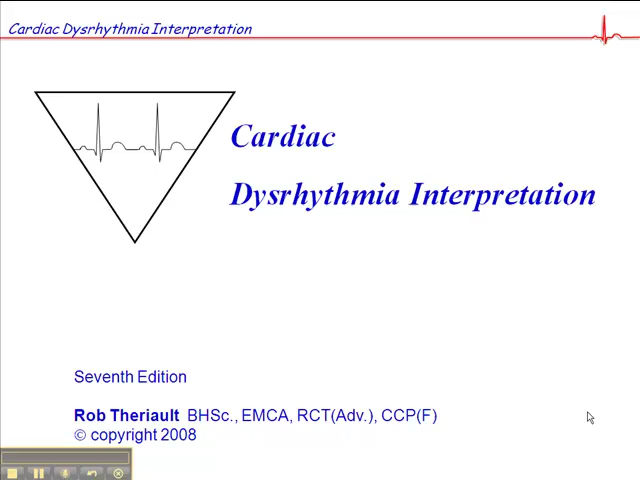 Cardiac Dysrhythmia Interpretation
Cardiac
Dysrhythmia Interpretation
Seventh Edition
Rob Theriault BHSc., EMCA, RCT(Adv.), CCP(F)
© copyright 2008